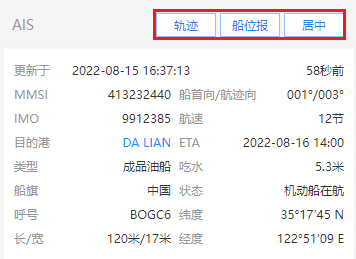 AIS 轨迹 船位报 居中
更新于 2022-08-15 16:37:13 58秒前
MMSI 413232440 船首向/航迹向 001°/003°
IMO 9912385 航速 12节
目的港 DA LIAN ETA 2022-08-16 14:00
类型 成品油船 吃水 5.3米
船旗 中国 状态 机动船在航
呼号 BOGC6 纬度 35°17'45 N
长/宽 120米/17米 经度 122°51'09 E